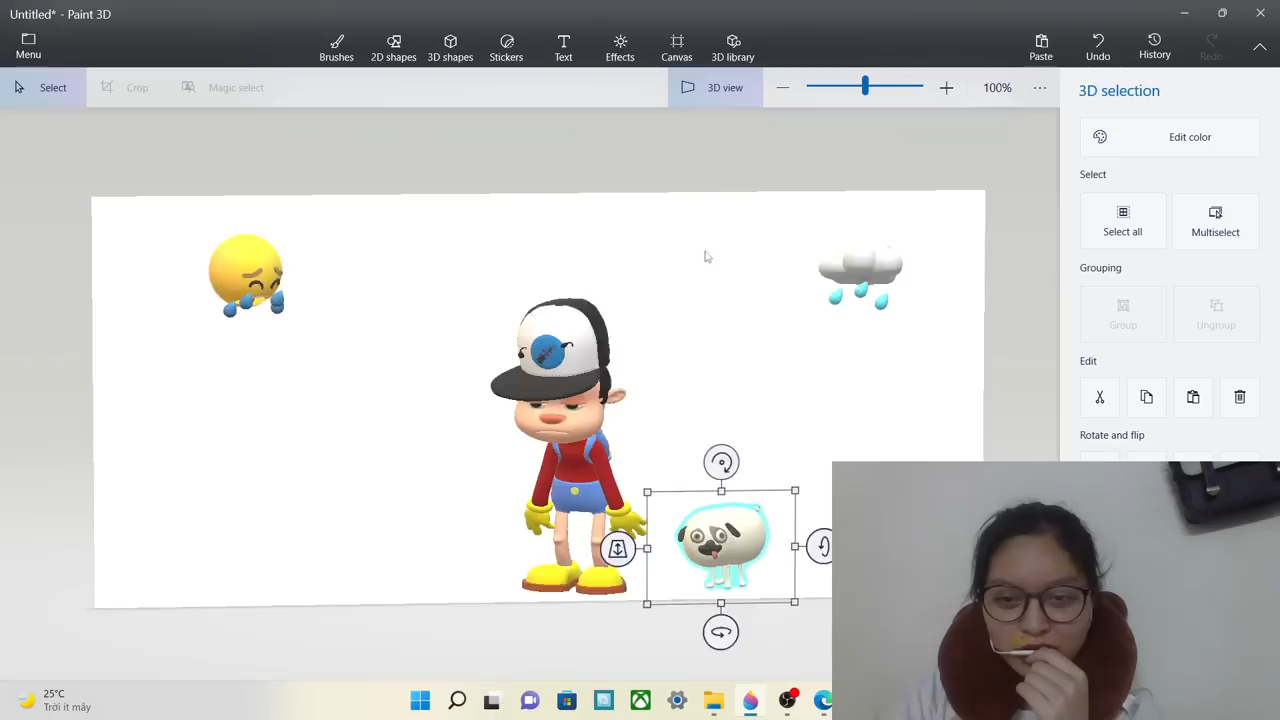 Untitled* - Paint 3D
Menu
Brushes
2D shapes
3D shapes
Stickers
Text
Effects
Canvas
3D library
Paste
Undo
History
Redo
Select
Crop
Magic select
3D view
100%
3D selection
Edit color
Select
Select all
Multiselect
Grouping
Group
Ungroup
Edit
Rotate and flip
25°C
Trời ít mây